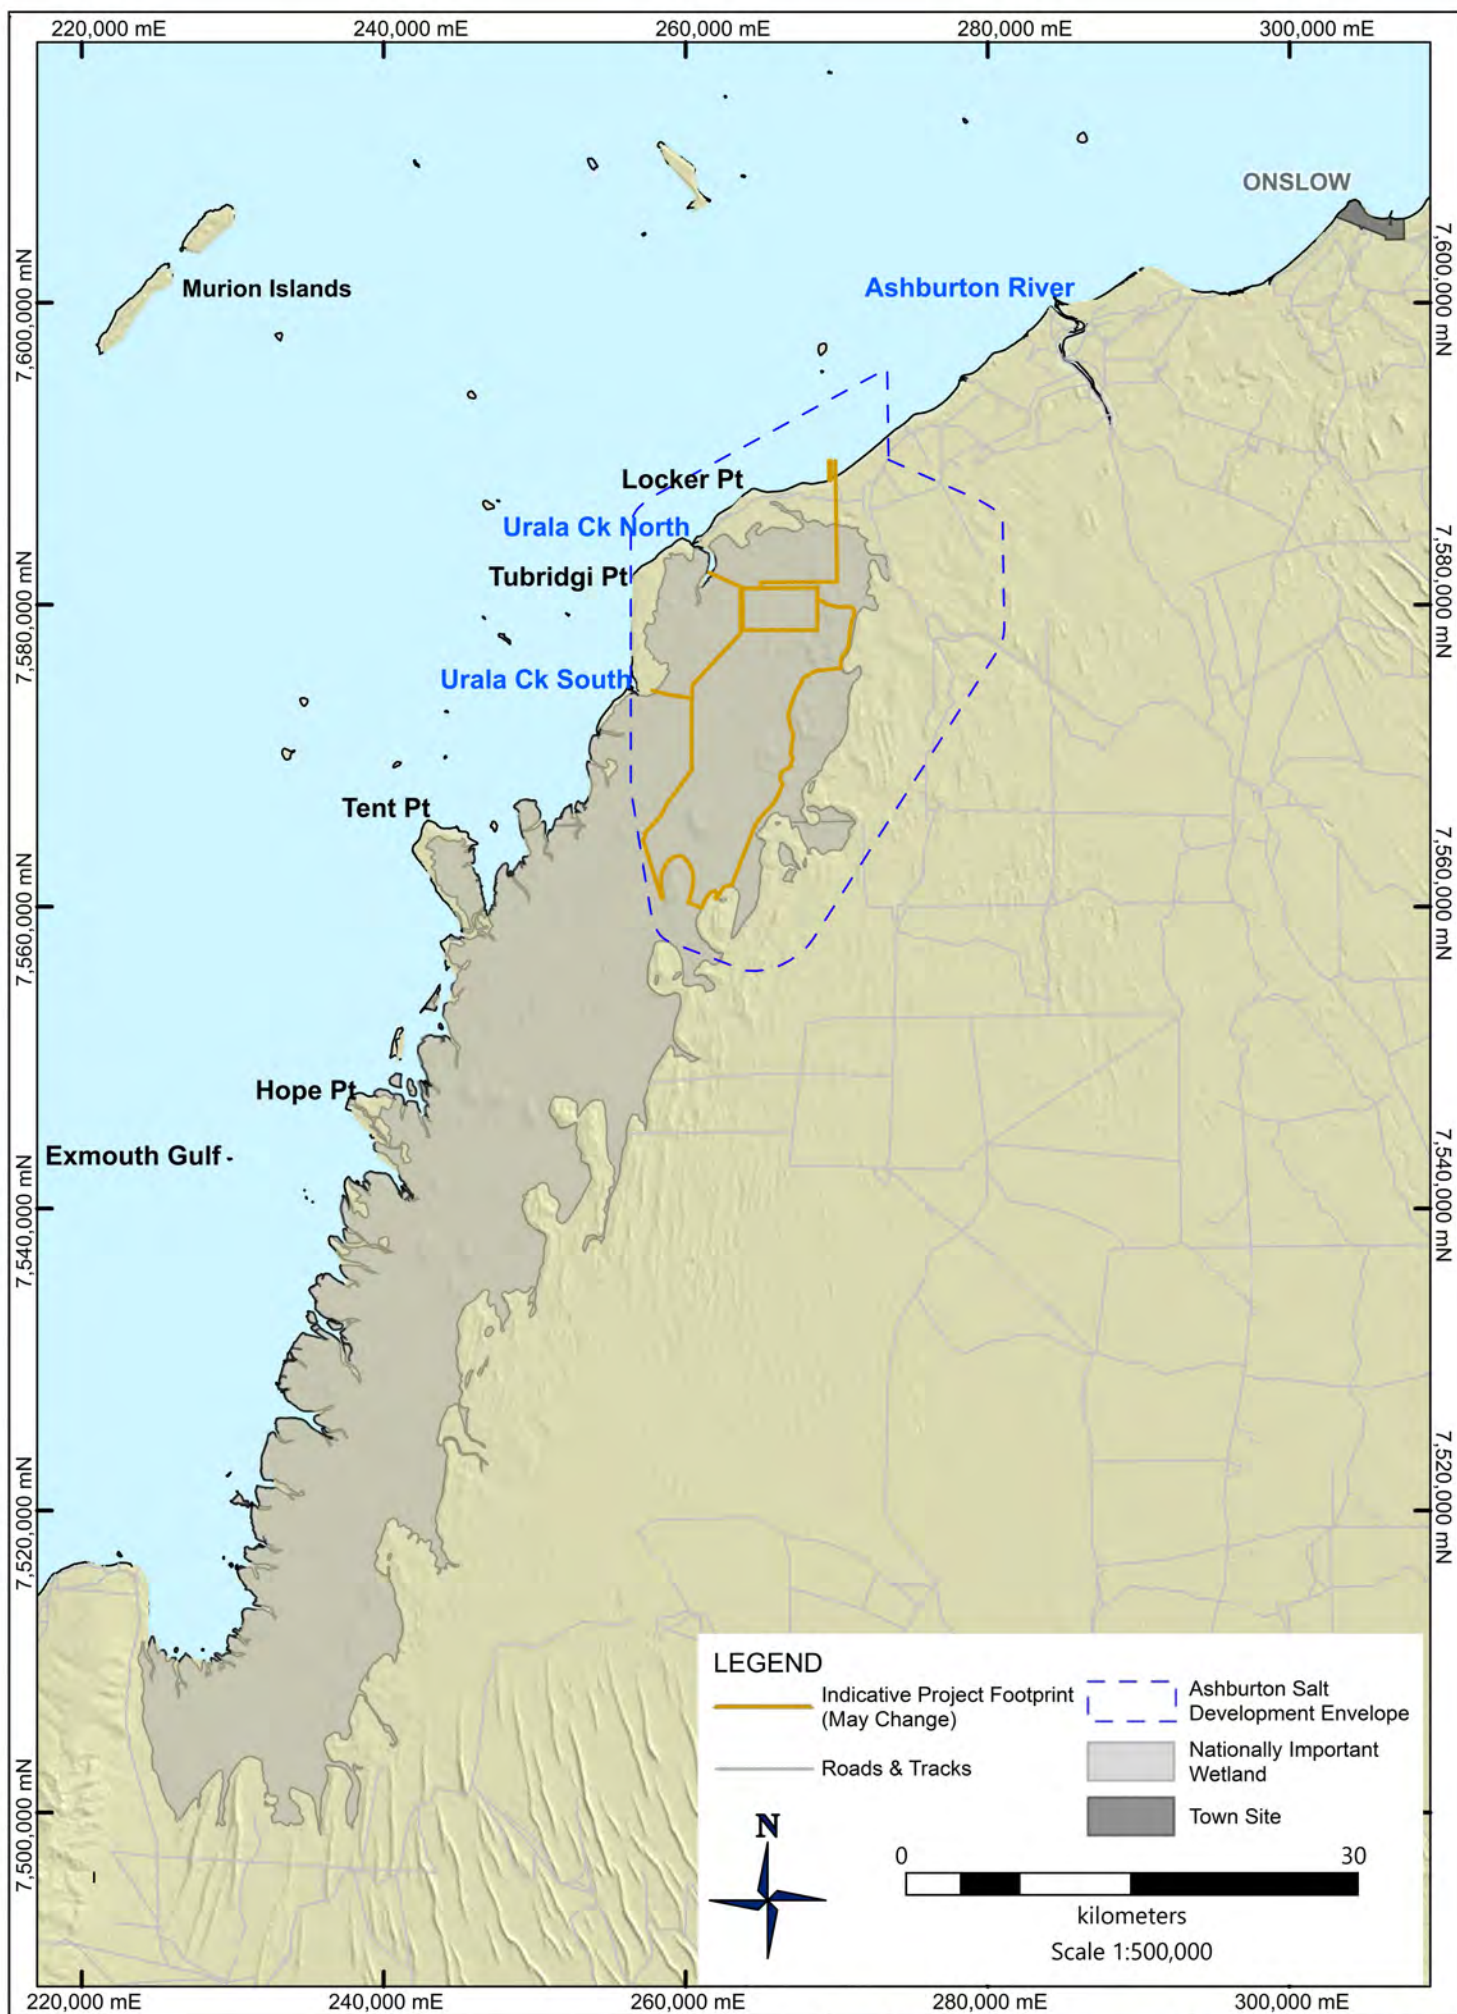 220,000 mE
240,000 mE
260,000 mE
280,000 mE
300,000 mE
ONSLOW
7,600,000 mN
7,600,000 mN
Murion Islands
Ashburton River
Locker Pt
Urala Ck North
Tubridgi Pt
7,580,000 mN
7,580,000 mN
Urala Ck South
Tent Pt
7,560,000 mN
7,560,000 mN
Hope Pt
Exmouth Gulf
7,540,000 mN
7,540,000 mN
7,520,000 mN
7,520,000 mN
7,500,000 mN
LEGEND
Indicative Project Footprint
(May Change)
Roads & Tracks
Ashburton Salt
Development Envelope
Nationally Important
Wetland
Town Site
N
0
30
kilometers
Scale 1:500,000
220,000 mE
240,000 mE
260,000 mE
280,000 mE
300,000 mE